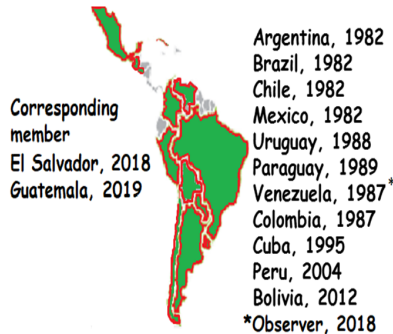 Corresponding
member
El Salvador, 2018
Guatemala, 2019
Argentina, 1982
Brazil, 1982
Chile, 1982
Mexico, 1982
Uruguay, 1988
Paraguay, 1989
Venezuela, 1987*
Colombia, 1987
Cuba, 1995
Peru, 2004
Bolivia, 2012
*Observer, 2018